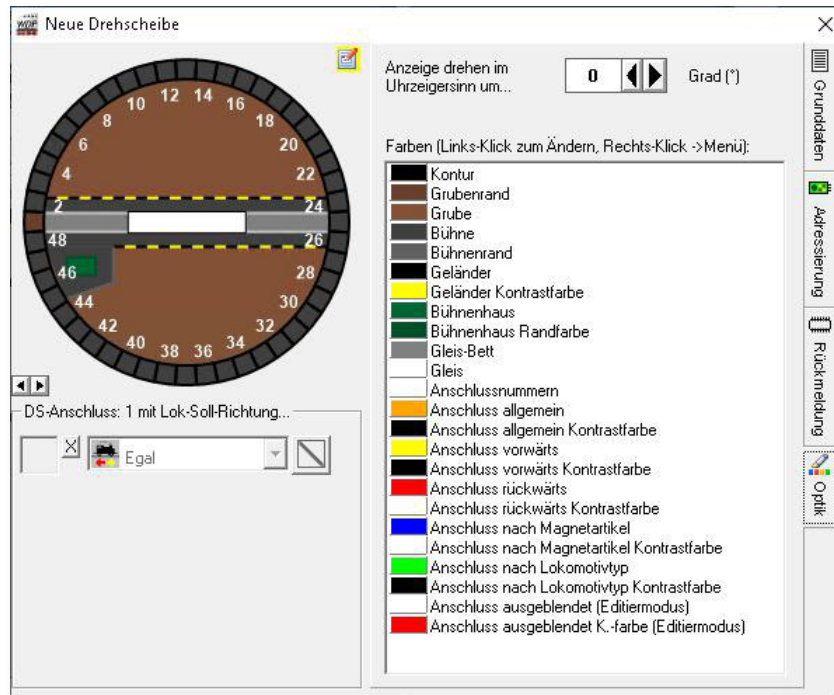 WDP Neue Drehscheibe
10 12 14 16
8 18
6 20
4 22
2 24
48 26
46 28
44 30
42 32
40 38 36 34
DS-Anschluss: 1 mit Lok-Soll-Richtung...
X Egal
Anzeige drehen im
Uhrzeigersinn um... 0 Grad (°)
Farben (Links-Klick zum Ändern, Rechts-Klick ->Menü):
Kontur
Grubenrand
Grube
Bühne
Bühnenrand
Geländer
Geländer Kontrastfarbe
Bühnenhaus
Bühnenhaus Randfarbe
Gleis-Bett
Gleis
Anschlussnummern
Anschluss allgemein
Anschluss allgemein Kontrastfarbe
Anschluss vorwärts
Anschluss vorwärts Kontrastfarbe
Anschluss rückwärts
Anschluss rückwärts Kontrastfarbe
Anschluss nach Magnetartikel
Anschluss nach Magnetartikel Kontrastfarbe
Anschluss nach Lokomotivtyp
Anschluss nach Lokomotivtyp Kontrastfarbe
Anschluss ausgeblendet (Editiermodus)
Anschluss ausgeblendet K.-farbe (Editiermodus)
Grunddaten
Adressierung
Rückmeldung
Optik